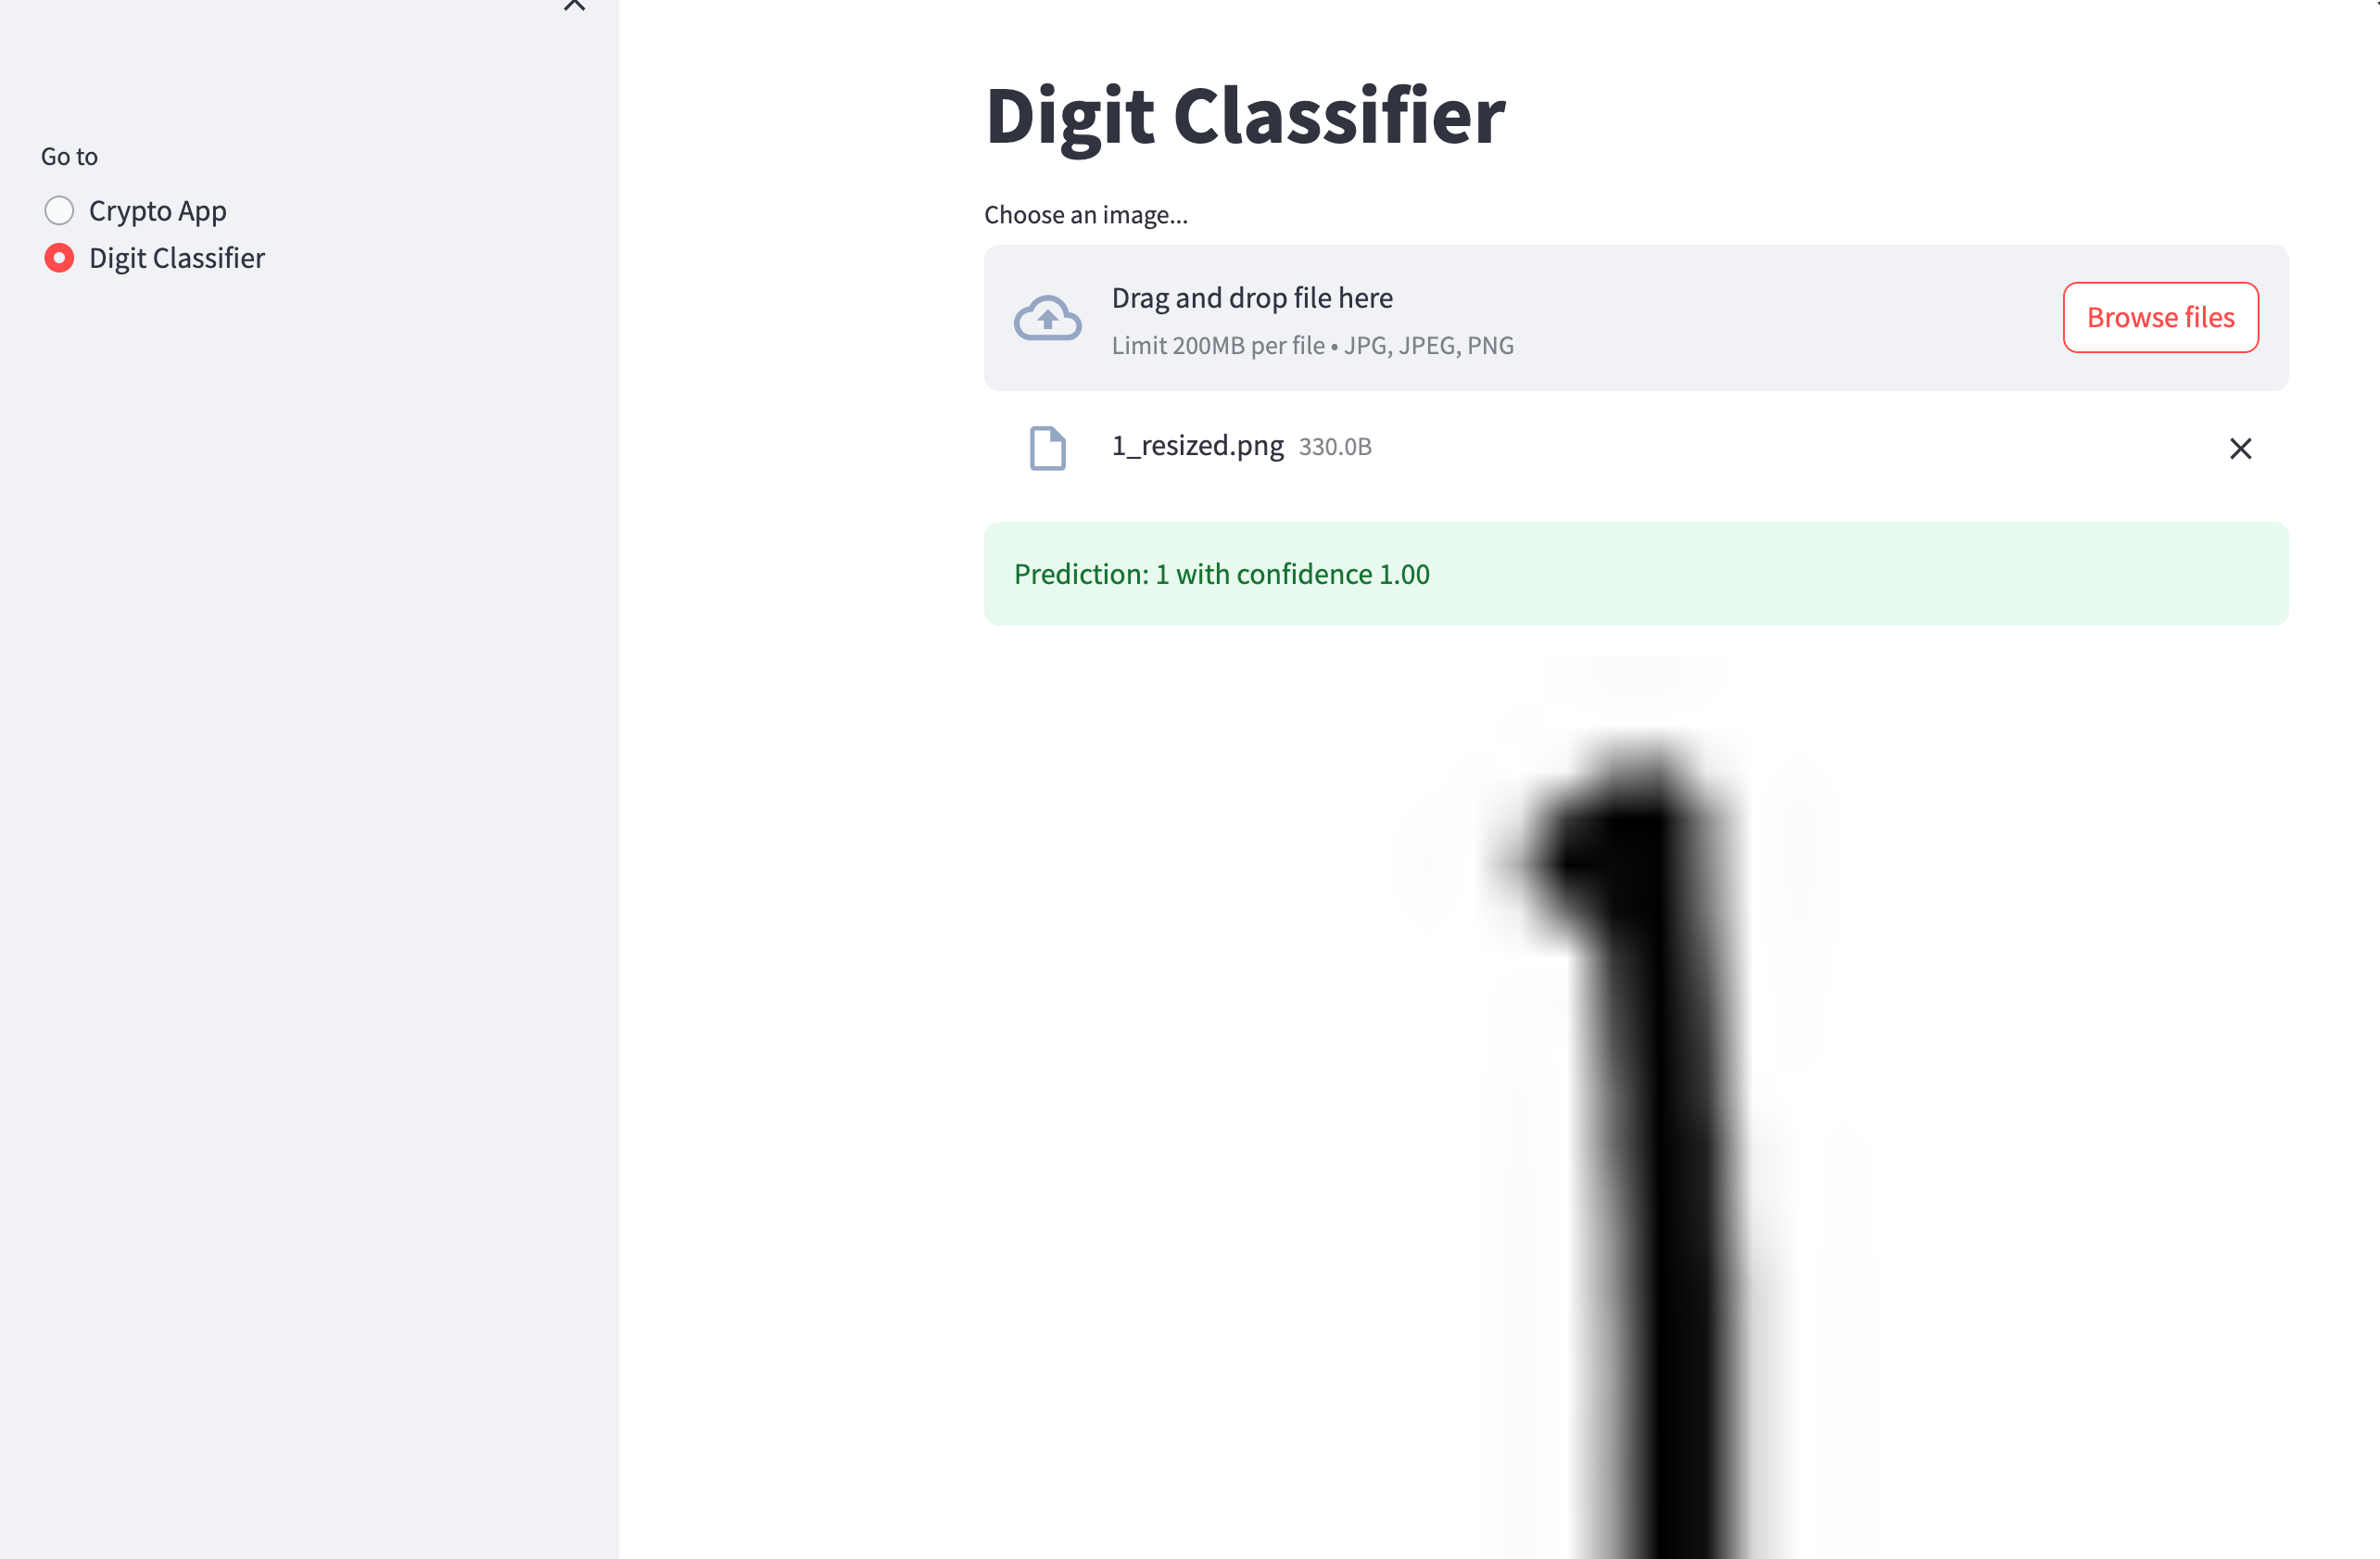 Go to
Crypto App
Digit Classifier
Digit Classifier
Choose an image...
Drag and drop file here
Limit 200MB per file • JPG, JPEG, PNG
Browse files
1_resized.png 330.0B
Prediction: 1 with confidence 1.00
1